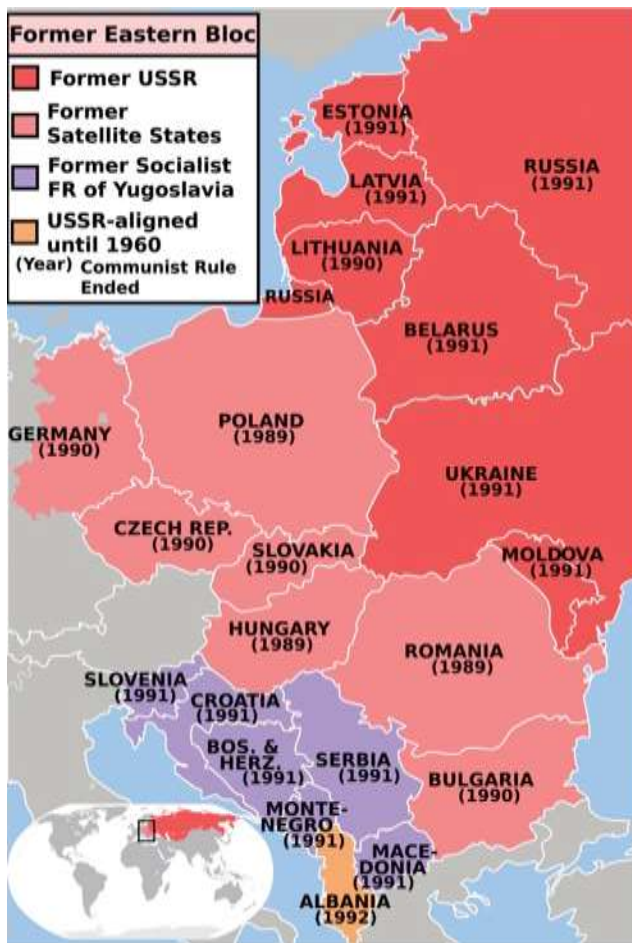 Former Eastern Bloc
Former USSR
Former
Satellite States
Former Socialist
FR of Yugoslavia
USSR-aligned
until 1960
(Year) Communist Rule
Ended
ESTONIA
(1991)
RUSSIA
(1991)
LATVIA
(1991)
LITHUANIA
(1990)
RUSSIA
BELARUS
(1991)
POLAND
(1989)
GERMANY
(1990)
UKRAINE
(1991)
CZECH REP.
(1990)
SLOVAKIA
(1990)
MOLDOVA
(1991)
HUNGARY
(1989)
ROMANIA
(1989)
SLOVENIA
(1991)
CROATIA
(1991)
BOS. &
HERZ.
(1991)
SERBIA
(1991)
BULGARIA
(1990)
MONTE-
NEGRO
(1991)
MACE-
DONIA
(1991)
ALBANIA
(1992)